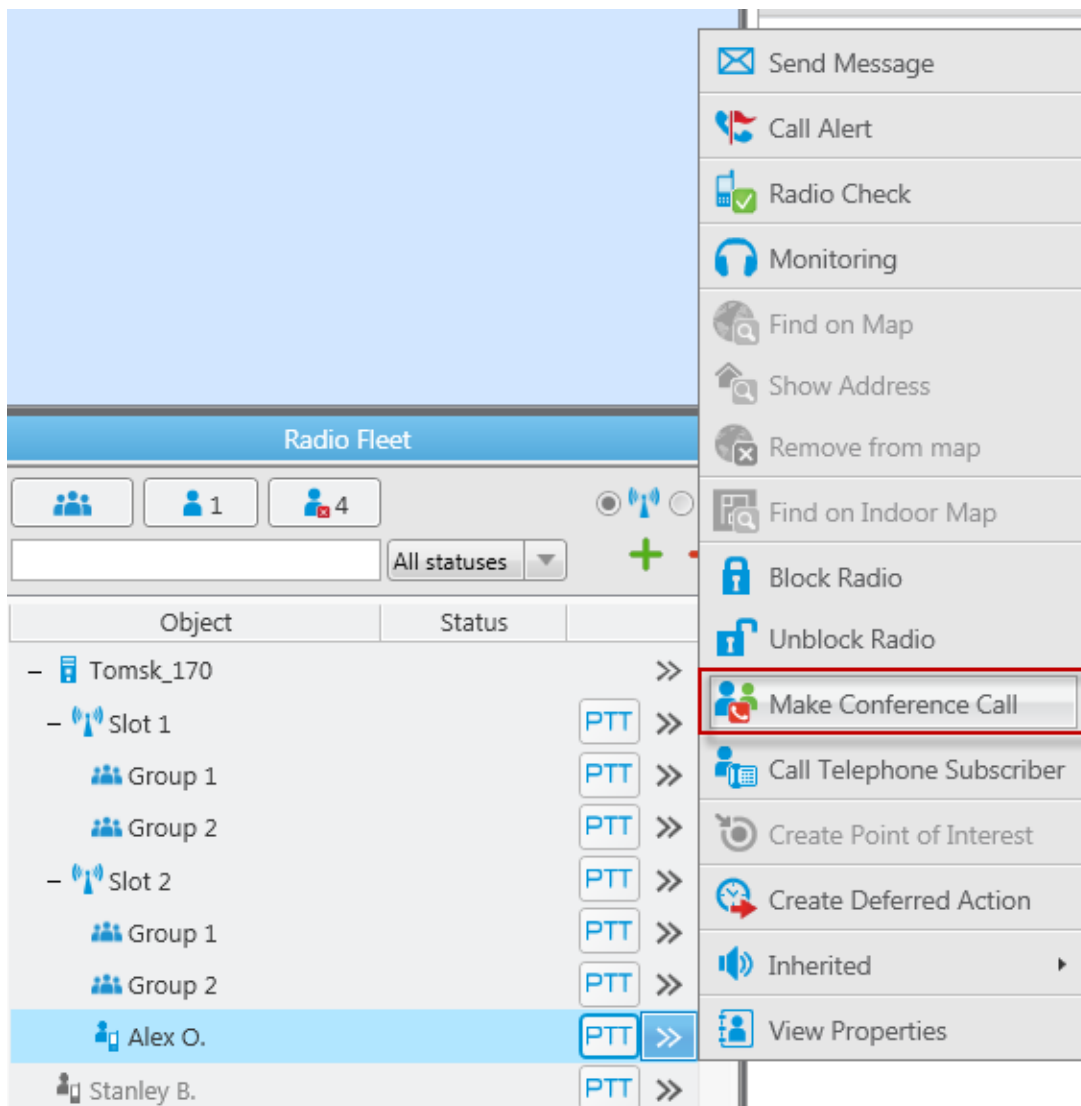 Send Message
Call Alert
Radio Check
Monitoring
Find on Map
Show Address
Remove from map
Find on Indoor Map
Block Radio
Unblock Radio
Make Conference Call
Call Telephone Subscriber
Create Point of Interest
Create Deferred Action
Inherited
View Properties
Radio Fleet
1 4
All statuses
Object Status
Tomsk_170
Slot 1 PTT
Group 1 PTT
Group 2 PTT
Slot 2 PTT
Group 1 PTT
Group 2 PTT
Alex O. PTT
Stanley B. PTT